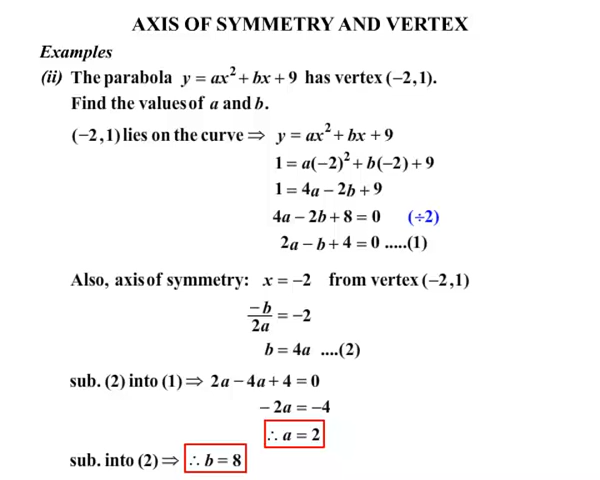 AXIS OF SYMMETRY AND VERTEX
Examples
(ii) The parabola y = ax² + bx + 9 has vertex (−2,1).
Find the values of a and b.
(−2,1) lies on the curve ⇒ y = ax² + bx + 9
1 = a(−2)² + b(−2) + 9
1 = 4a − 2b + 9
4a − 2b + 8 = 0 (÷2)
2a − b + 4 = 0 .....(1)
Also, axis of symmetry: x = −2 from vertex (−2,1)
−b/2a = −2
b = 4a ....(2)
sub. (2) into (1) ⇒ 2a − 4a + 4 = 0
− 2a = −4
∴ a = 2
sub. into (2) ⇒ ∴ b = 8